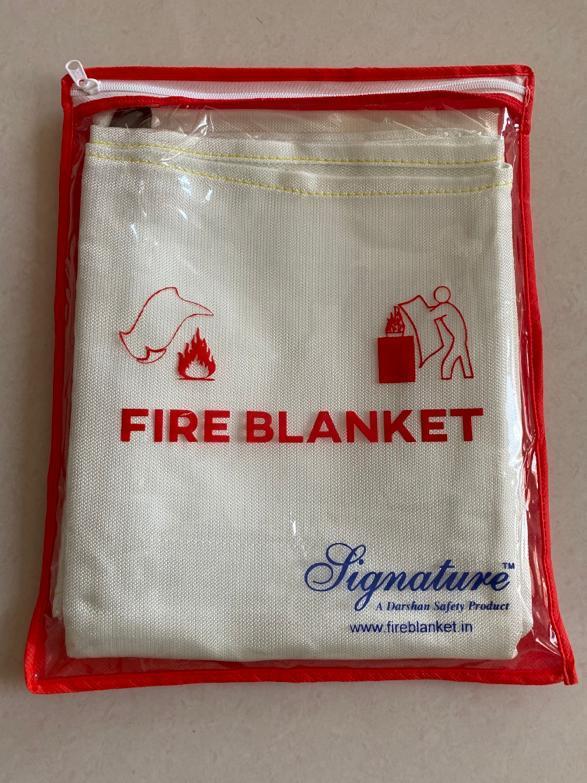 FIRE BLANKET
Signature™
A Darshan Safety Product
www.fireblanket.in